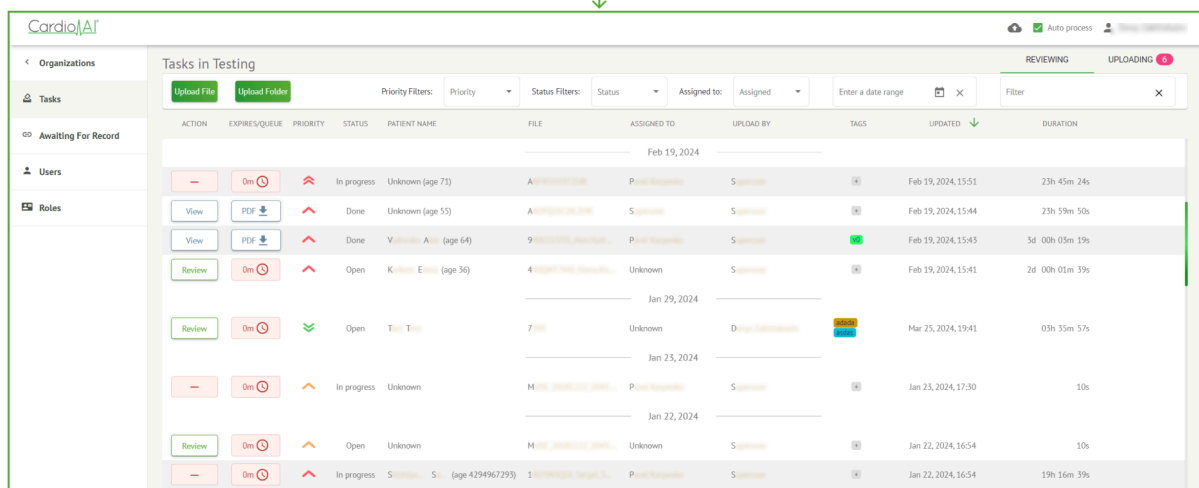 CardioAI
Auto process
Organizations
Tasks
Awaiting For Record
Users
Roles
Tasks in Testing
REVIEWING UPLOADING 6
Upload File Upload Folder Priority Filters: Priority Status Filters: Status Assigned to: Assigned Enter a date range Filter
ACTION EXPIRES/QUEUE PRIORITY STATUS PATIENT NAME FILE ASSIGNED TO UPLOAD BY TAGS UPDATED DURATION
Feb 19, 2024
0m In progress Unknown (age 71) A P S + Feb 19, 2024, 15:51 23h 45m 24s
View PDF Done Unknown (age 55) A S S + Feb 19, 2024, 15:44 23h 59m 50s
View PDF Done V A (age 64) 9 P S v0 Feb 19, 2024, 15:43 3d 00h 03m 19s
Review 0m Open K E (age 36) 4 Unknown S + Feb 19, 2024, 15:41 2d 00h 01m 39s
Jan 29, 2024
Review 0m Open T T 7 Unknown D adada asdas Mar 25, 2024, 19:41 03h 35m 57s
Jan 23, 2024
0m In progress Unknown M P S + Jan 23, 2024, 17:30 10s
Jan 22, 2024
Review 0m Open Unknown M Unknown S + Jan 22, 2024, 16:54 10s
0m In progress S S (age 4294967293) 1 P S + Jan 22, 2024, 16:54 19h 16m 39s